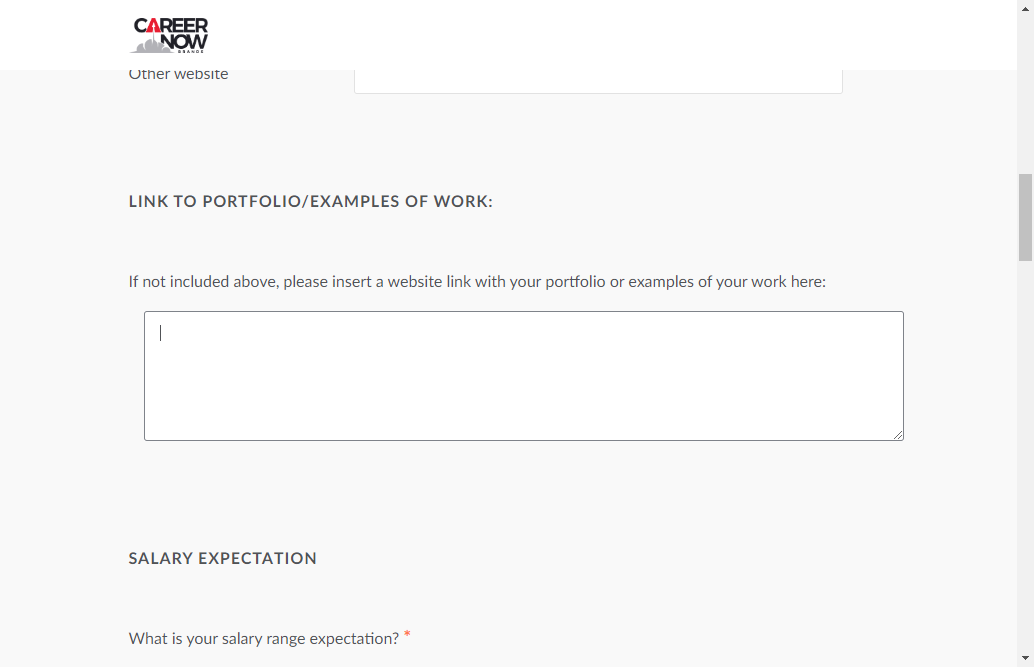 CAREER
NOW
BRANDS
Other website
LINK TO PORTFOLIO/EXAMPLES OF WORK:
If not included above, please insert a website link with your portfolio or examples of your work here:
SALARY EXPECTATION
What is your salary range expectation? *